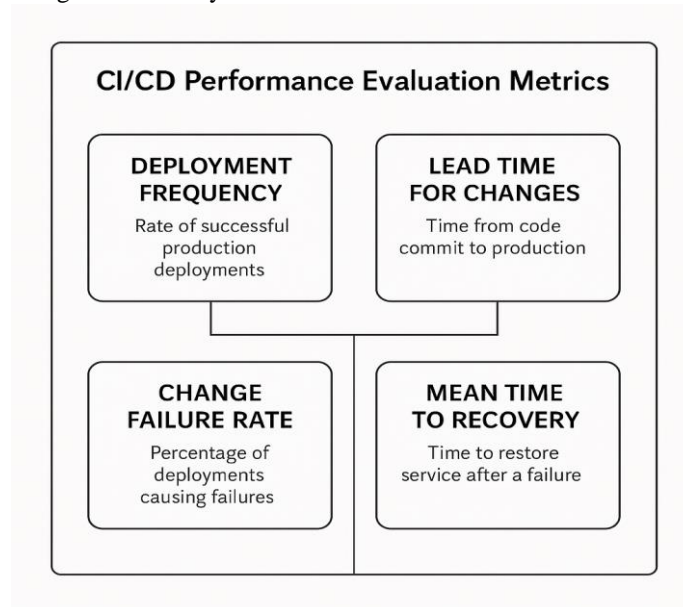 CI/CD Performance Evaluation Metrics
DEPLOYMENT
FREQUENCY
Rate of successful
production
deployments
LEAD TIME
FOR CHANGES
Time from code
commit to production
CHANGE
FAILURE RATE
Percentage of
deployments
causing failures
MEAN TIME
TO RECOVERY
Time to restore
service after a failure